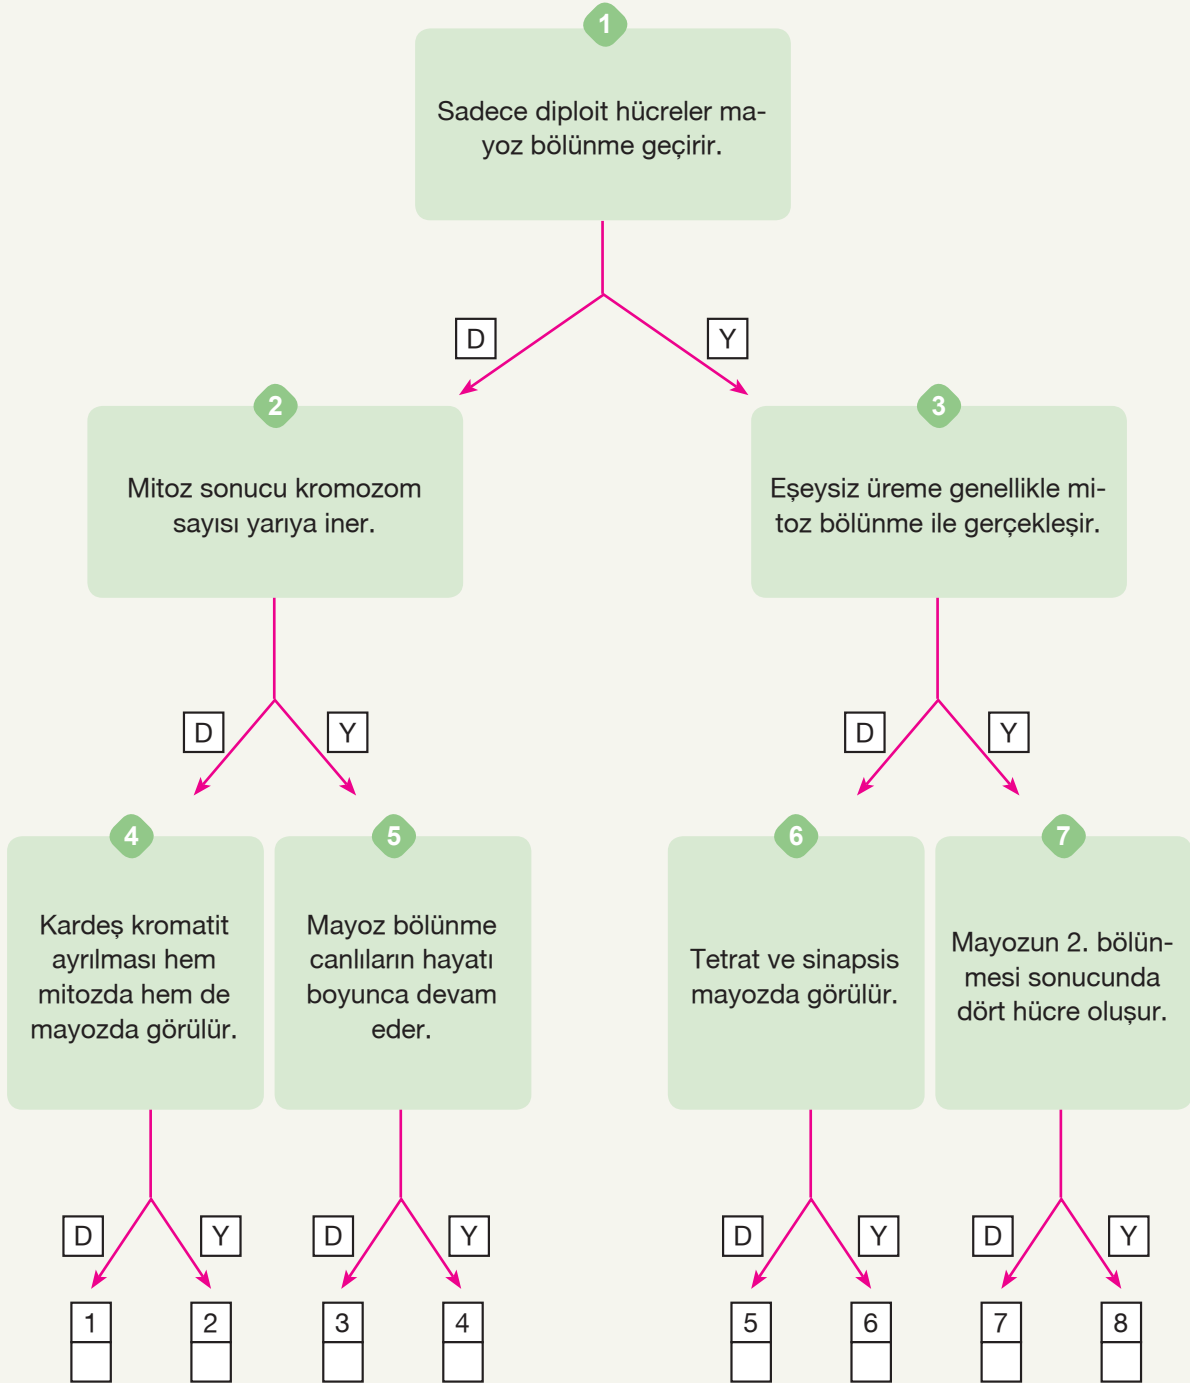 1
Sadece diploit hücreler ma-
yoz bölünme geçirir.
D
Y
2
Mitoz sonucu kromozom
sayısı yarıya iner.
3
Eşeysiz üreme genellikle mi-
toz bölünme ile gerçekleşir.
D
Y
D
Y
4
Kardeş kromatit
ayrılması hem
mitozda hem de
mayozda görülür.
5
Mayoz bölünme
canlıların hayatı
boyunca devam
eder.
6
Tetrat ve sinapsis
mayozda görülür.
7
Mayozun 2. bölün-
mesi sonucunda
dört hücre oluşur.
D
Y
D
Y
D
Y
D
Y
1
2
3
4
5
6
7
8